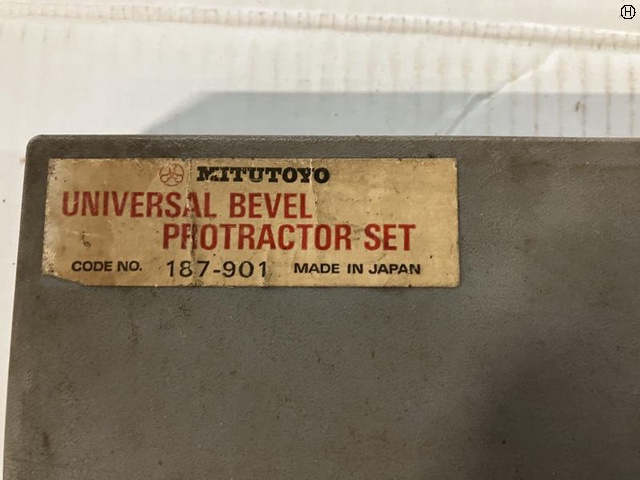 MITUTOYO
UNIVERSAL BEVEL
PROTRACTOR SET
CODE NO. 187-901 MADE IN JAPAN
H